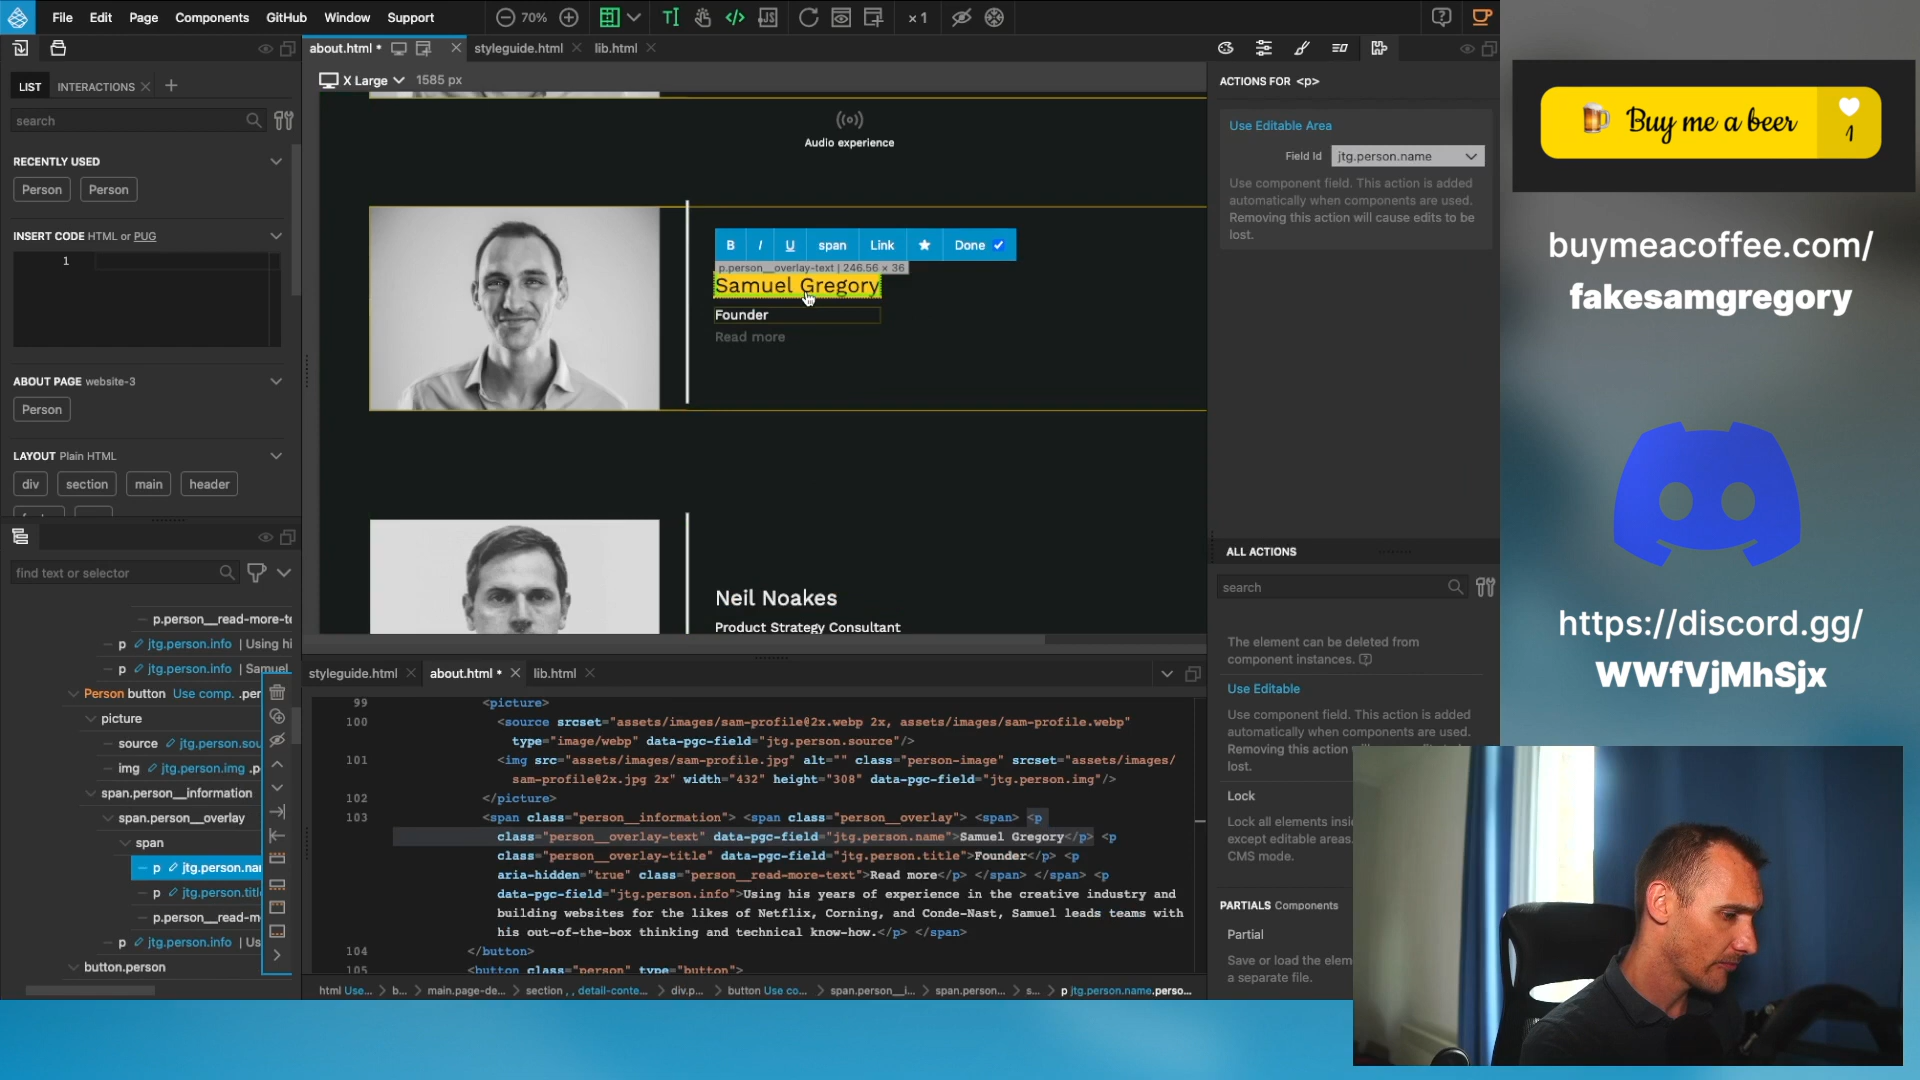 File Edit Page Components GitHub Window Support
70%
× 1
about.html *
styleguide.html
lib.html
LIST
INTERACTIONS
search
X Large 1585 px
RECENTLY USED
Person Person
INSERT CODE HTML or PUG
1
ABOUT PAGE website-3
Person
LAYOUT Plain HTML
div section main header
find text or selector
p.person__read-more-te
p jtg.person.info | Using hi
p jtg.person.info | Samuel
Person button Use comp. .per
picture
source jtg.person.sou
img jtg.person.img .p
span.person__information
span.person__overlay
span
p jtg.person.na
p jtg.person.title
p.person__read-m
p jtg.person.info | Us
button.person
Audio experience
B I U span Link Done
p.person__overlay-text | 246.56 × 36
Samuel Gregory
Founder
Read more
Neil Noakes
Product Strategy Consultant
styleguide.html
about.html *
lib.html
99 <picture>
100 <source srcset="assets/images/sam-profile@2x.webp 2x, assets/images/sam-profile.webp"
type="image/webp" data-pgc-field="jtg.person.source"/>
101 <img src="assets/images/sam-profile.jpg" alt="" class="person-image" srcset="assets/images/
sam-profile@2x.jpg 2x" width="432" height="308" data-pgc-field="jtg.person.img"/>
102 </picture>
103 <span class="person__information"> <span class="person__overlay"> <span> <p
class="person__overlay-text" data-pgc-field="jtg.person.name">Samuel Gregory</p> <p
class="person__overlay-title" data-pgc-field="jtg.person.title">Founder</p> <p
aria-hidden="true" class="person__read-more-text">Read more</p> </span> </span> <p
data-pgc-field="jtg.person.info">Using his years of experience in the creative industry and
building websites for the likes of Netflix, Corning, and Conde-Nast, Samuel leads teams with
his out-of-the-box thinking and technical know-how.</p> </span>
104 </button>
105 <button class="person" type="button">
html Use... b... main.page-de... section , , detail-conte... div.p... button Use co... span.person__i... span.person... s... p jtg.person.name.perso...
ACTIONS FOR <p>
Use Editable Area
Field Id jtg.person.name
Use component field. This action is added
automatically when components are used.
Removing this action will cause edits to be
lost.
ALL ACTIONS
search
The element can be deleted from
component instances.
Use Editable
Use component field. This action is added
automatically when components are used.
Removing this action wi
lost.
Lock
Lock all elements insi
except editable areas.
CMS mode.
PARTIALS Components
Partial
Save or load the elem
a separate file.
Buy me a beer
1
buymeacoffee.com/
fakesamgregory
https://discord.gg/
WWfVjMhSjx